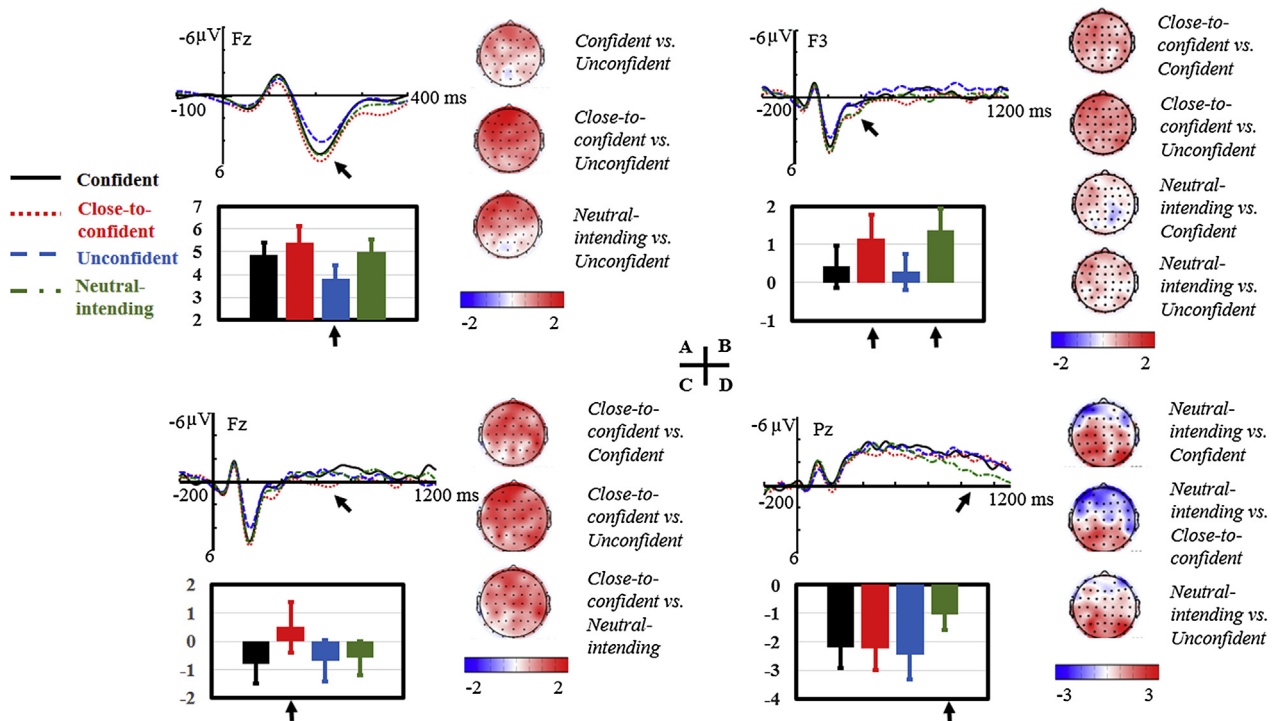 -6µV
Fz
-100
400 ms
6
Confident
Close-to-
confident
Unconfident
Neutral-
intending
7
6
5
4
3
2
Confident vs.
Unconfident
Close-to-
confident vs.
Unconfident
Neutral-
intending vs.
Unconfident
-2
2
-6µV
F3
-200
1200 ms
6
2
1
0
-1
Close-to-
confident vs.
Confident
Close-to-
confident vs.
Unconfident
Neutral-
intending vs.
Confident
Neutral-
intending vs.
Unconfident
-2
2
A B
C D
-6µV
Fz
-200
1200 ms
6
2
1
0
-1
-2
Close-to-
confident vs.
Confident
Close-to-
confident vs.
Unconfident
Close-to-
confident vs.
Neutral-
intending
-2
2
-6µV
Pz
-200
1200 ms
6
0
-1
-2
-3
-4
Neutral-
intending vs.
Confident
Neutral-
intending vs.
Close-to-
confident
Neutral-
intending vs.
Unconfident
-3
3